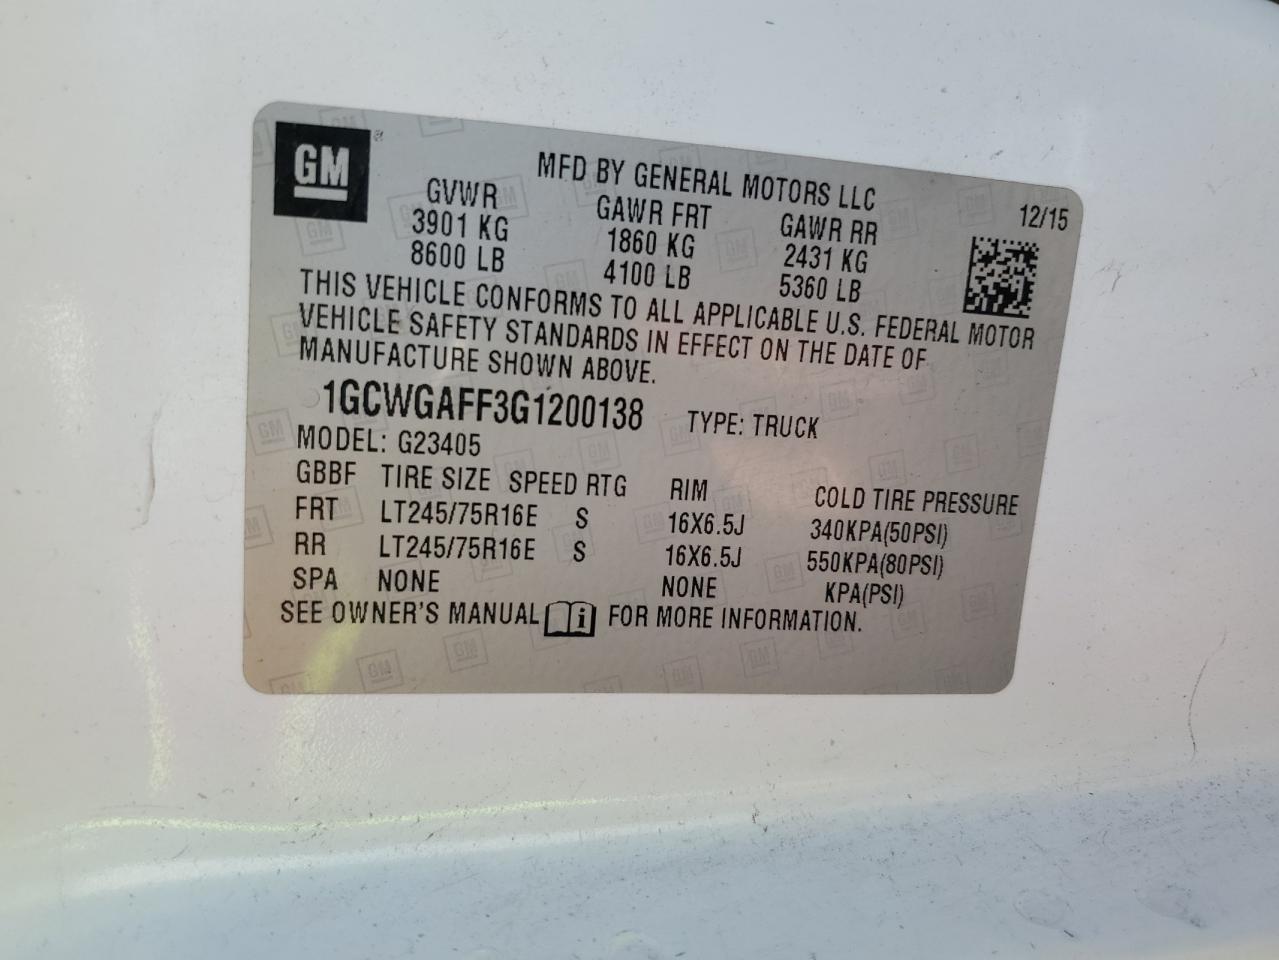 GM
MFD BY GENERAL MOTORS LLC
12/15
GVWR GAWR FRT GAWR RR
3901 KG 1860 KG 2431 KG
8600 LB 4100 LB 5360 LB
THIS VEHICLE CONFORMS TO ALL APPLICABLE U.S. FEDERAL MOTOR
VEHICLE SAFETY STANDARDS IN EFFECT ON THE DATE OF
MANUFACTURE SHOWN ABOVE.
1GCWGAFF3G1200138 TYPE: TRUCK
MODEL: G23405
GBBF TIRE SIZE SPEED RTG RIM COLD TIRE PRESSURE
FRT LT245/75R16E S 16X6.5J 340KPA(50PSI)
RR LT245/75R16E S 16X6.5J 550KPA(80PSI)
SPA NONE NONE KPA(PSI)
SEE OWNER'S MANUAL i FOR MORE INFORMATION.